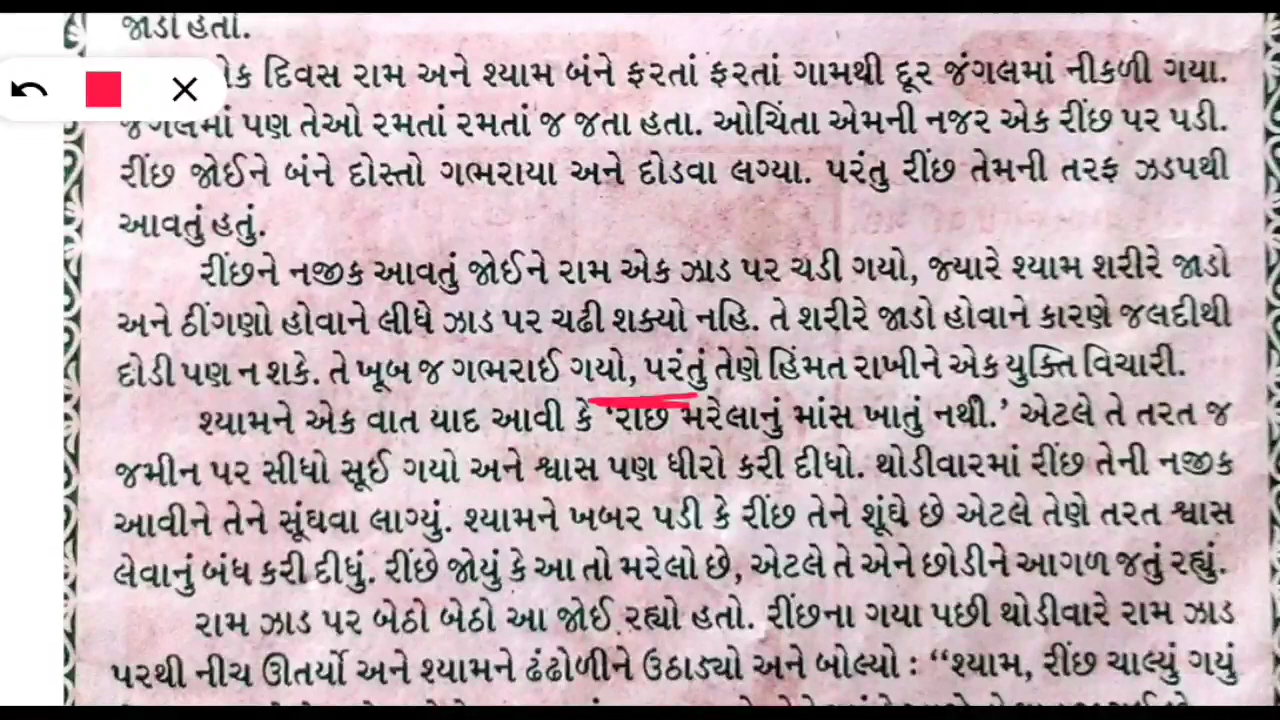 જાડો હતો.
દિવસ રામ અને શ્યામ બંને ફરતાં ફરતાં ગામથી દૂર જંગલમાં નીકળી ગયા.
જંગલમાં પણ તેઓ રમતાં રમતાં જ જતા હતા. ઓચિંતા એમની નજર એક રીંછ પર પડી.
રીંછ જોઈને બંને દોસ્તો ગભરાયા અને દોડવા લગ્યા. પરંતુ રીંછ તેમની તરફ ઝડપથી
આવતું હતું.
રીંછને નજીક આવતું જોઈને રામ એક ઝાડ પર ચડી ગયો, જ્યારે શ્યામ શરીરે જાડો
અને ઠીંગણો હોવાને લીધે ઝાડ પર ચઢી શક્યો નહિ. તે શરીરે જાડો હોવાને કારણે જલદીથી
દોડી પણ ન શકે. તે ખૂબ જ ગભરાઈ ગયો, પરંતું તેણે હિંમત રાખીને એક યુક્તિ વિચારી.
શ્યામને એક વાત યાદ આવી કે ‘રીંછ મરેલાનું માંસ ખાતું નથી.’ એટલે તે તરત જ
જમીન પર સીધો સૂઈ ગયો અને શ્વાસ પણ ધીરો કરી દીધો. થોડીવારમાં રીંછ તેની નજીક
આવીને તેને સૂંઘવા લાગ્યું. શ્યામને ખબર પડી કે રીંછ તેને શૂંઘે છે એટલે તેણે તરત શ્વાસ
લેવાનું બંધ કરી દીધું. રીંછે જોયું કે આ તો મરેલો છે, એટલે તે એને છોડીને આગળ જતું રહ્યું.
રામ ઝાડ પર બેઠો બેઠો આ જોઈ રહ્યો હતો. રીંછના ગયા પછી થોડીવારે રામ ઝાડ
પરથી નીચ ઊતર્યો અને શ્યામને ઢંઢોળીને ઉઠાડ્યો અને બોલ્યો : “શ્યામ, રીંછ ચાલ્યું ગયું